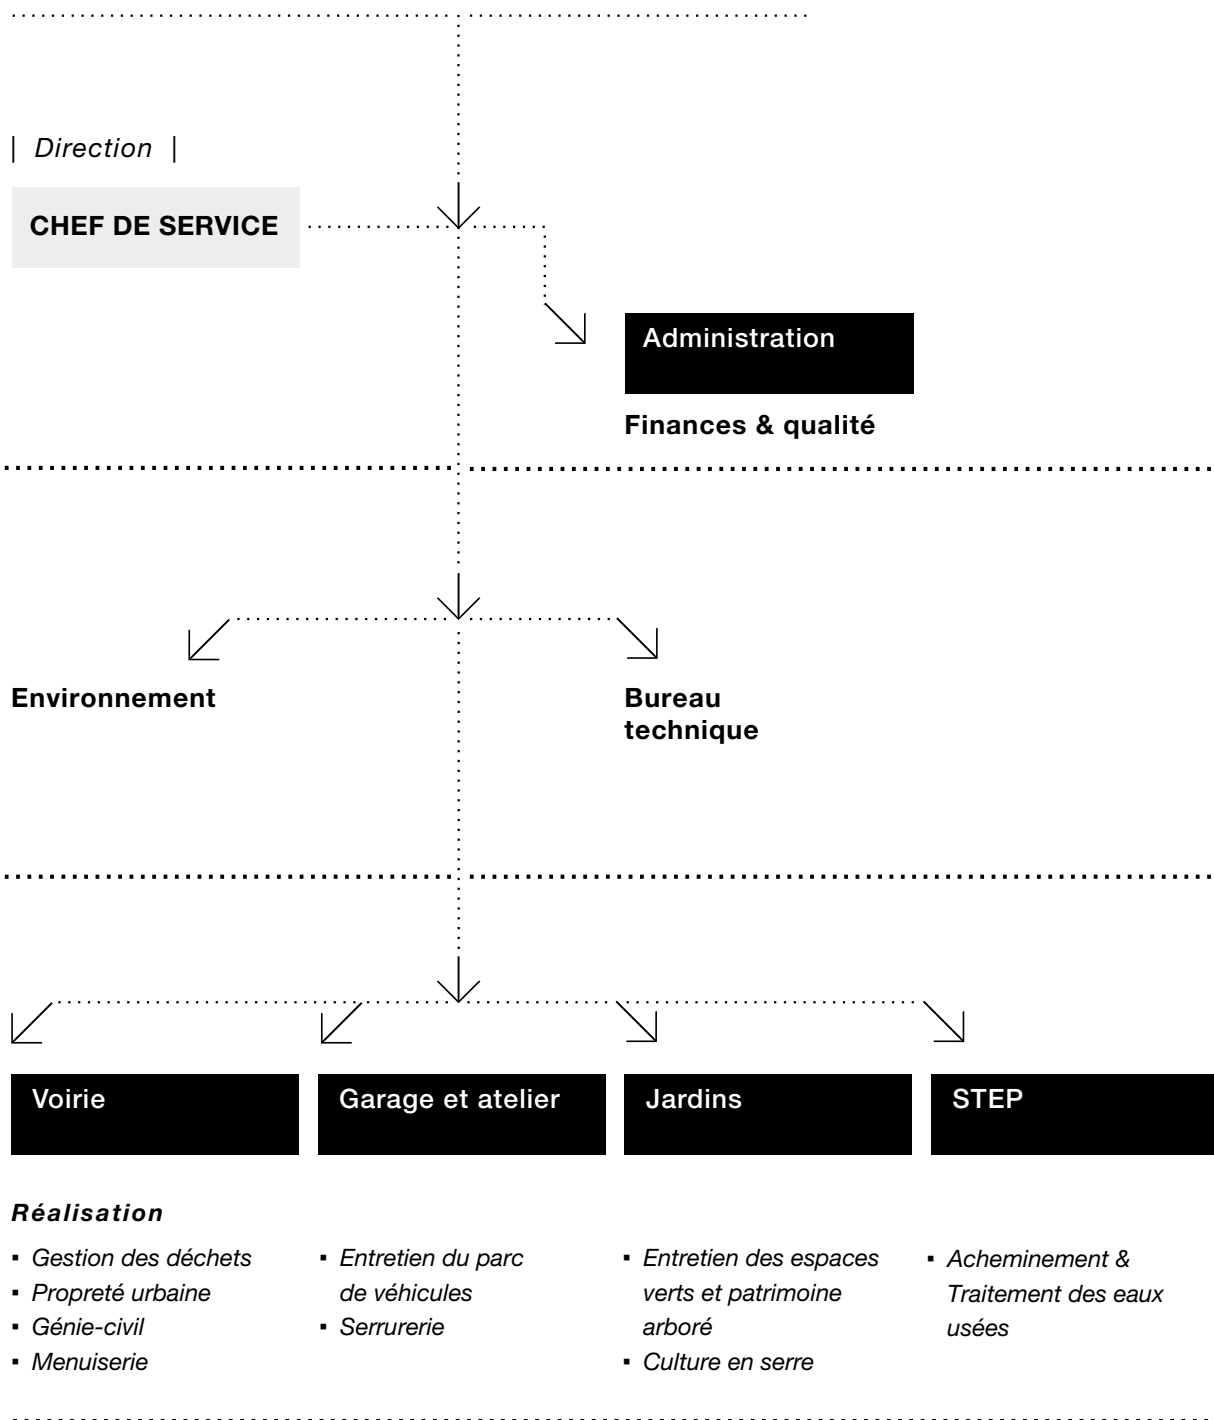 | Direction |
CHEF DE SERVICE
Administration
Finances & qualité
Environnement
Bureau
technique
Voirie
Garage et atelier
Jardins
STEP
Réalisation
▪ Gestion des déchets
▪ Propreté urbaine
▪ Génie-civil
▪ Menuiserie
▪ Entretien du parc
de véhicules
▪ Serrurerie
▪ Entretien des espaces
verts et patrimoine
arboré
▪ Culture en serre
▪ Acheminement &
Traitement des eaux
usées